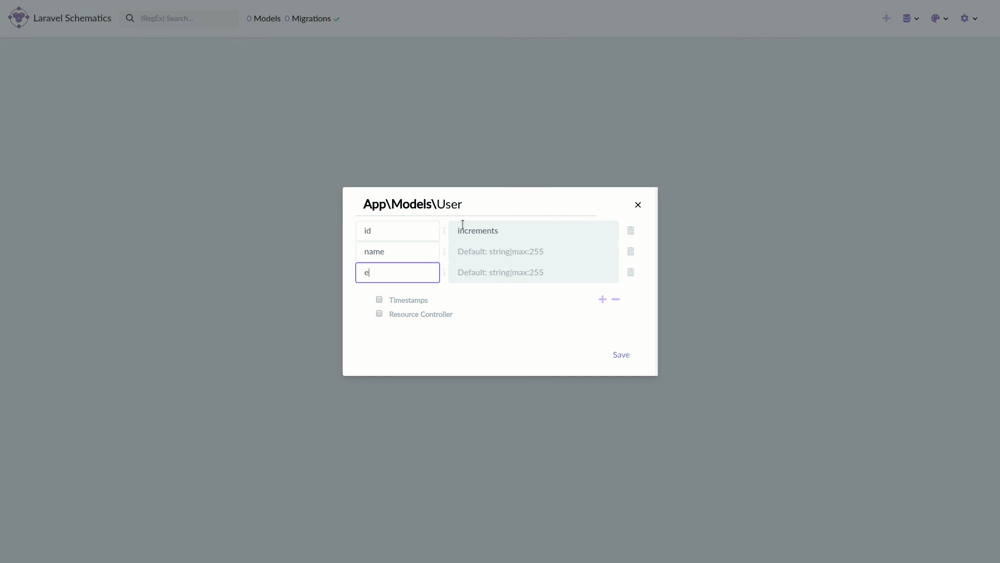 Laravel Schematics
(RegEx) Search...
0 Models 0 Migrations
App\Models\User
id
increments
name
Default: string|max:255
e
Default: string|max:255
Timestamps
Resource Controller
Save